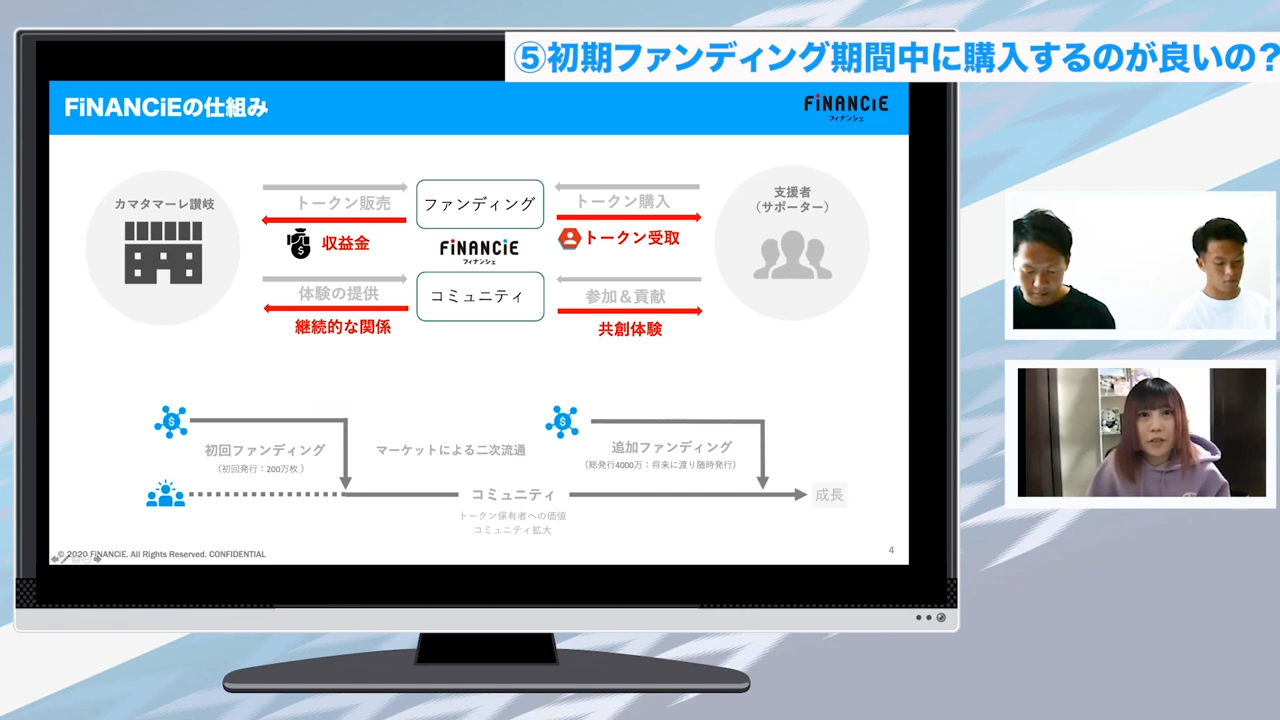 ⑤初期ファンディング期間中に購入するのが良いの?
FiNANCiEの仕組み
FiNANCiE
フィナンシェ
カマタマーレ讃岐
トークン販売
収益金
ファンディング
トークン購入
トークン受取
支援者
(サポーター)
FiNANCiE
フィナンシェ
体験の提供
継続的な関係
コミュニティ
参加&貢献
共創体験
初回ファンディング
(初回発行:200万枚)
マーケットによる二次流通
追加ファンディング
(総発行4000万:将来に渡り随時発行)
コミュニティ
成長
トークン保有者への価値
コミュニティ拡大
© 2020 FiNANCiE. All Rights Reserved. CONFIDENTIAL
4